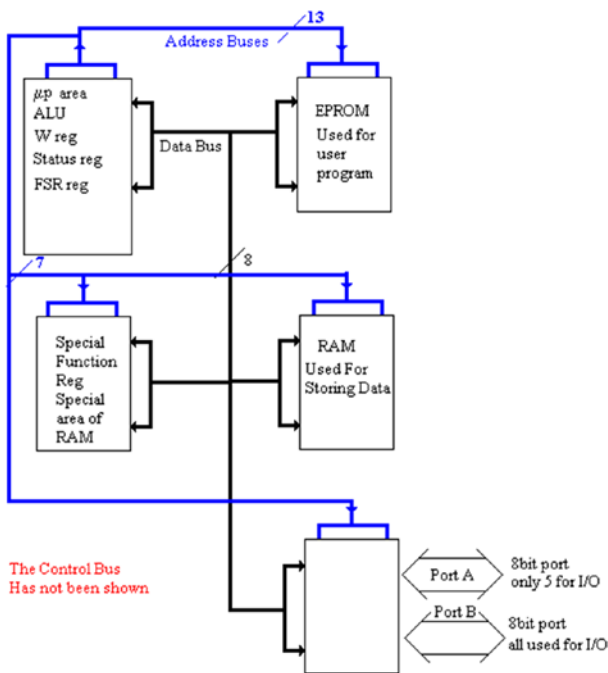 13
Address Buses
µp area
ALU
W reg
Status reg
FSR reg
Data Bus
EPROM
Used for
user
program
7
8
Special
Function
Reg
Special
area of
RAM
RAM
Used For
Storing Data
The Control Bus
Has not been shown
Port A
8bit port
only 5 for I/O
Port B
8bit port
all used for I/O